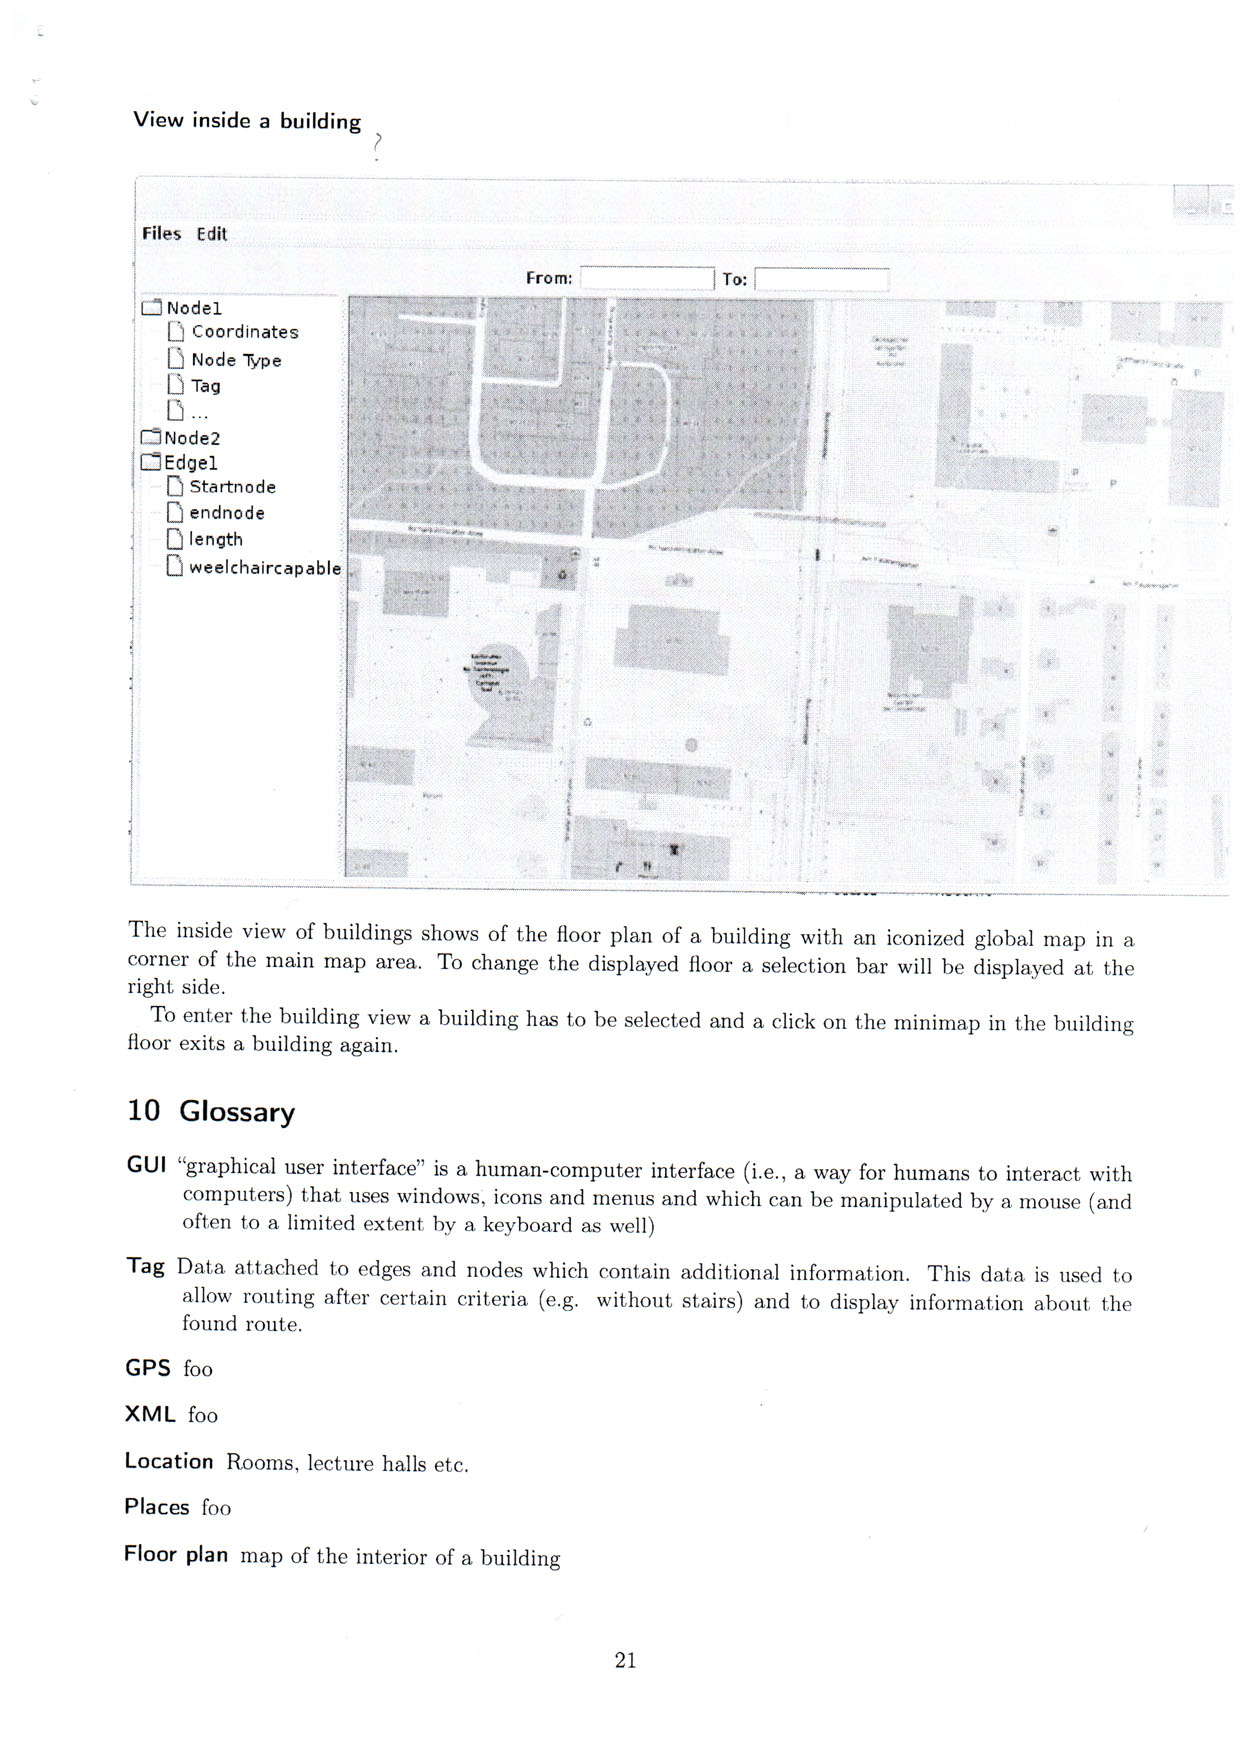 View inside a building
?
Files Edit
From: To:
Node1
Coordinates
Node Type
Tag
...
Node2
Edge1
Startnode
endnode
length
weelchaircapable
The inside view of buildings shows of the floor plan of a building with an iconized global map in a
corner of the main map area. To change the displayed floor a selection bar will be displayed at the
right side.
To enter the building view a building has to be selected and a click on the minimap in the building
floor exits a building again.
10 Glossary
GUI “graphical user interface” is a human-computer interface (i.e., a way for humans to interact with
computers) that uses windows, icons and menus and which can be manipulated by a mouse (and
often to a limited extent by a keyboard as well)
Tag Data attached to edges and nodes which contain additional information. This data is used to
allow routing after certain criteria (e.g. without stairs) and to display information about the
found route.
GPS foo
XML foo
Location Rooms, lecture halls etc.
Places foo
Floor plan map of the interior of a building
21